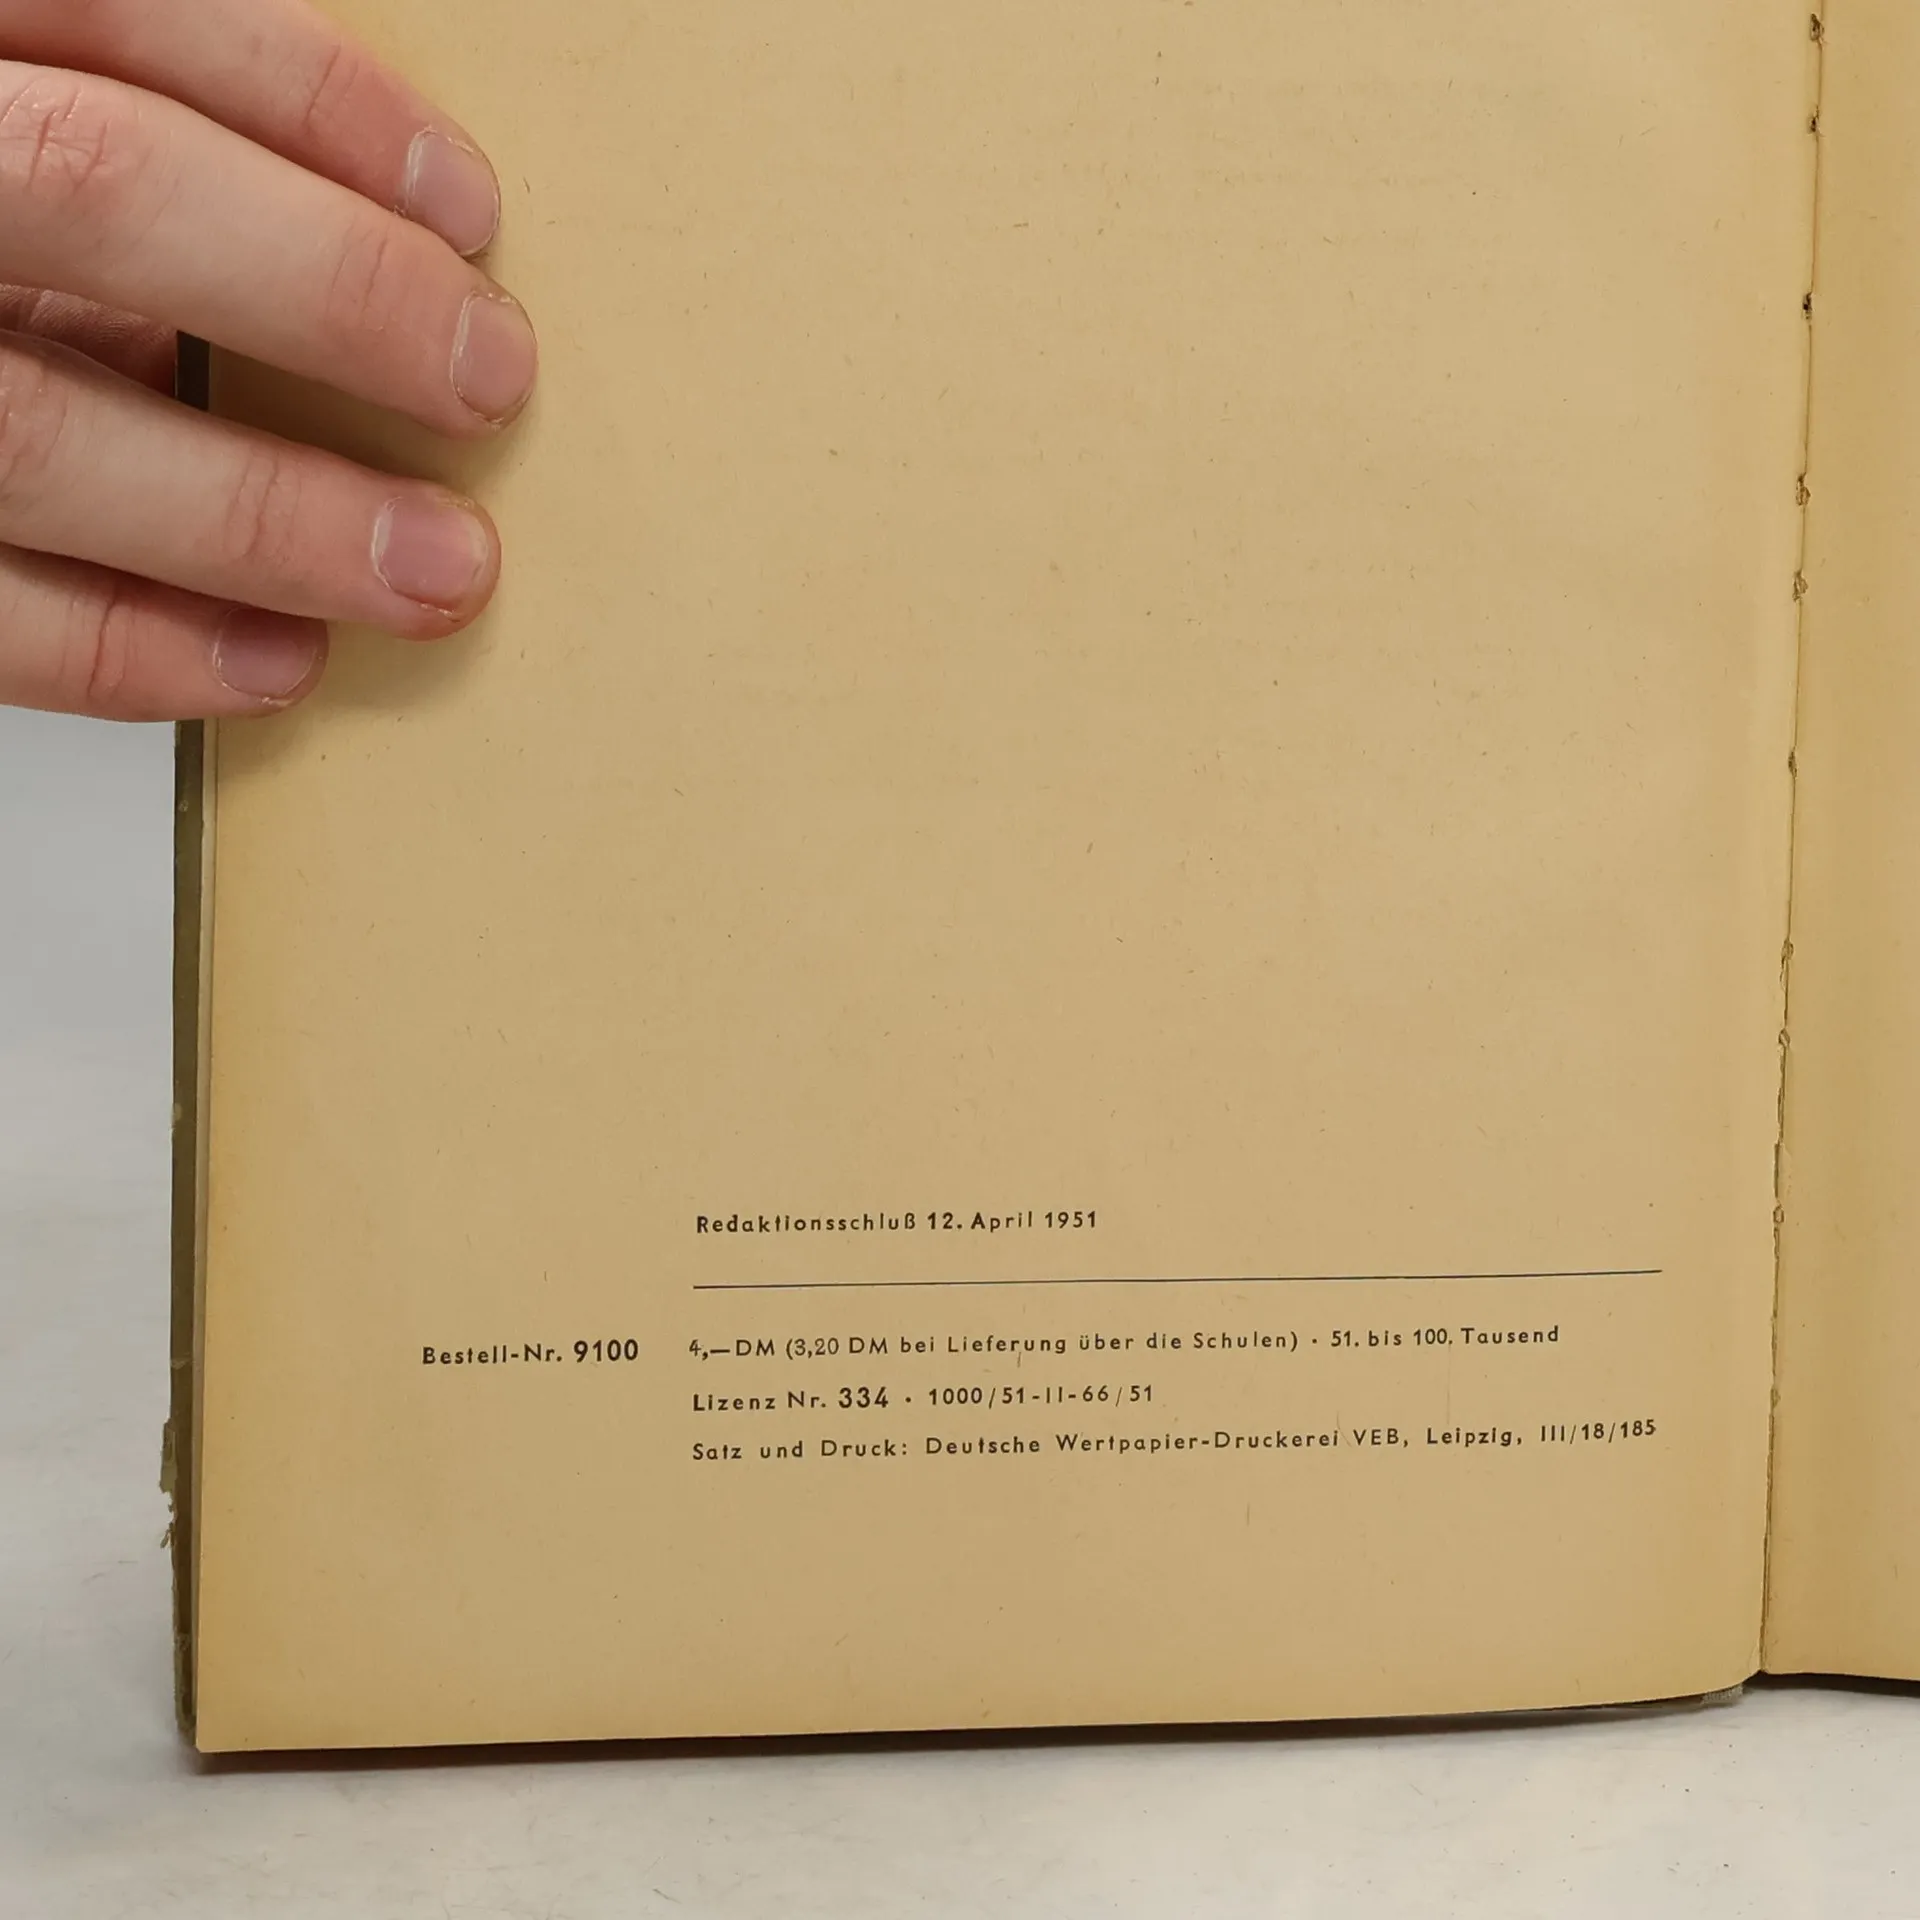 Redaktionsschluß 12. April 1951
Bestell-Nr. 9100 4,— DM (3,20 DM bei Lieferung über die Schulen) · 51. bis 100. Tausend
Lizenz Nr. 334 · 1000/51-II-66/51
Satz und Druck: Deutsche Wertpapier-Druckerei VEB, Leipzig, III/18/185